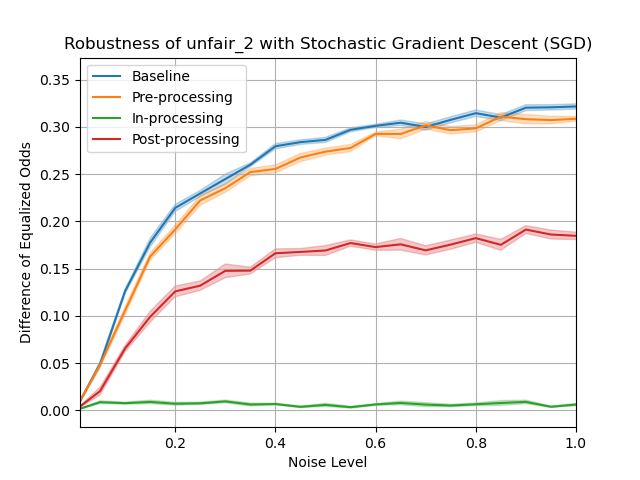 Robustness of unfair_2 with Stochastic Gradient Descent (SGD)
Baseline
Pre-processing
In-processing
Post-processing
Difference of Equalized Odds
0.35
0.30
0.25
0.20
0.15
0.10
0.05
0.00
0.2 0.4 0.6 0.8 1.0
Noise Level